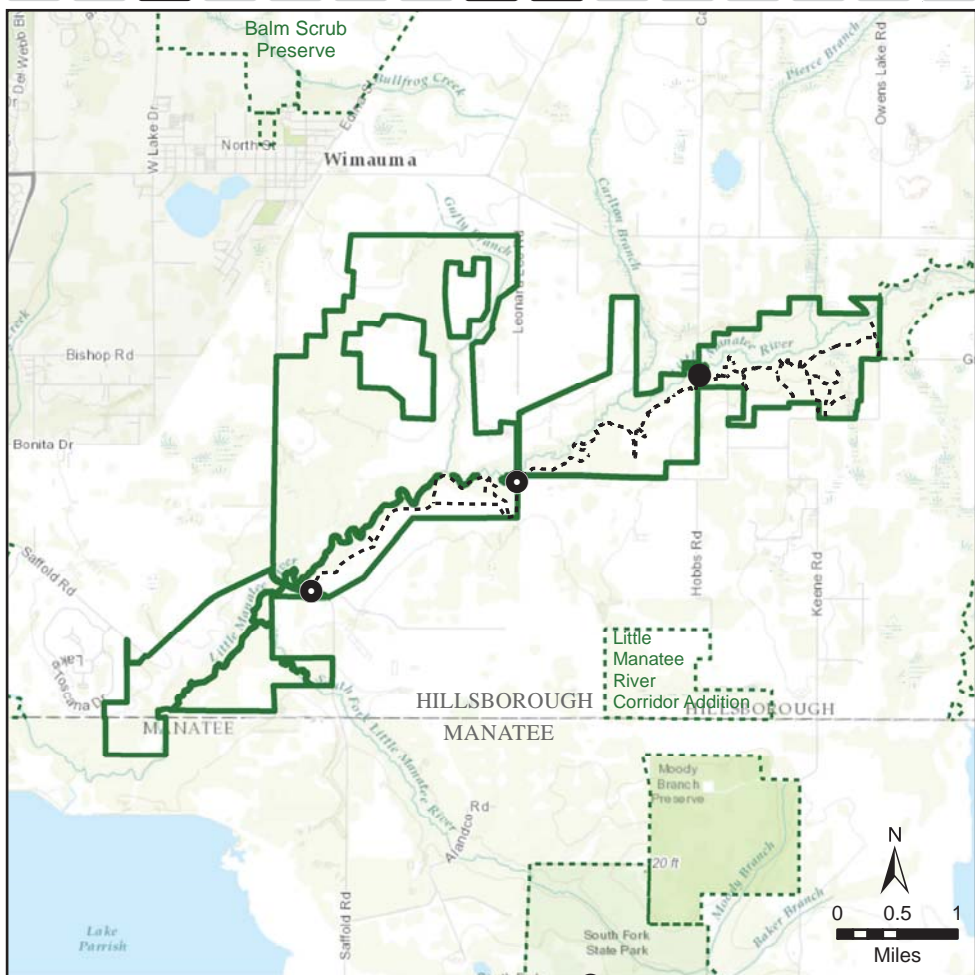 Balm Scrub
Preserve
Del Webb Bl
W Lake Dr
North St
Edina St
Bullfrog Creek
Wimauma
Ca
Pierce Branch
Owens Lake Rd
Gully Branch
Carlton Branch
Bishop Rd
Manatee River
G
Bonita Dr
Saffold Rd
Hobbs Rd
Keene Rd
Little Manatee River
Lake
Toscana Dr
Little
Manatee
River
Corridor Addition
HILLSBOROUGH
MANATEE
HILLSBOROUGH
MANATEE
South Fork Little Manatee River
Moody
Branch
Preserve
Rd
20 ft
Moody Branch
Baker Branch
Saffold Rd
South Fork
State Park
Lake
Parrish
N
0 0.5 1
Miles